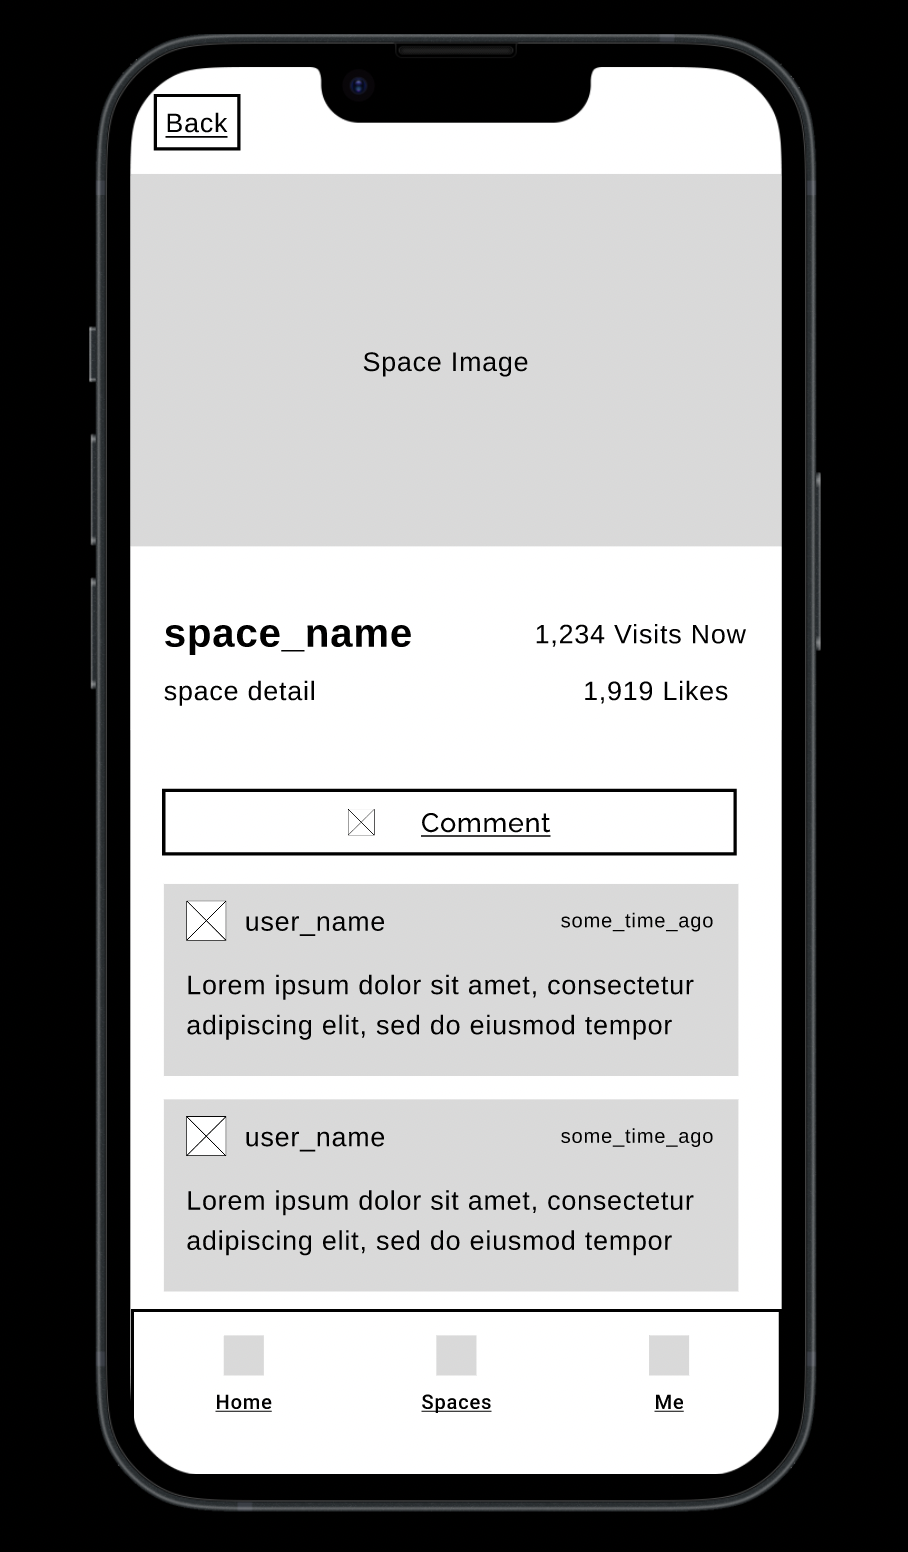 Back
Space Image
space_name
1,234 Visits Now
space detail
1,919 Likes
Comment
user_name
some_time_ago
Lorem ipsum dolor sit amet, consectetur
adipiscing elit, sed do eiusmod tempor
user_name
some_time_ago
Lorem ipsum dolor sit amet, consectetur
adipiscing elit, sed do eiusmod tempor
Home
Spaces
Me